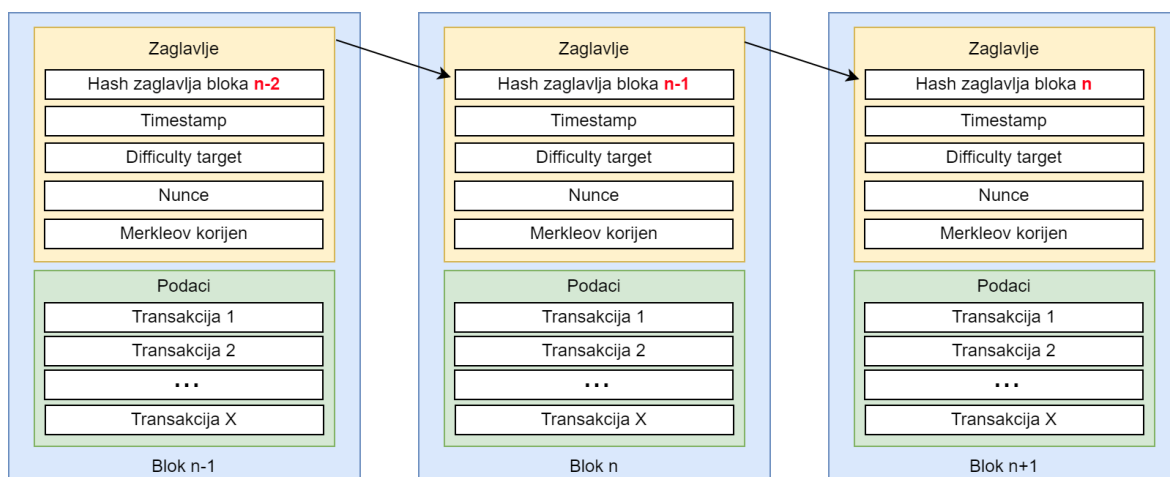 Zaglavlje
Hash zaglavlja bloka n-2
Timestamp
Difficulty target
Nunce
Merkleov korijen
Podaci
Transakcija 1
Transakcija 2
...
Transakcija X
Blok n-1
Zaglavlje
Hash zaglavlja bloka n-1
Timestamp
Difficulty target
Nunce
Merkleov korijen
Podaci
Transakcija 1
Transakcija 2
...
Transakcija X
Blok n
Zaglavlje
Hash zaglavlja bloka n
Timestamp
Difficulty target
Nunce
Merkleov korijen
Podaci
Transakcija 1
Transakcija 2
...
Transakcija X
Blok n+1